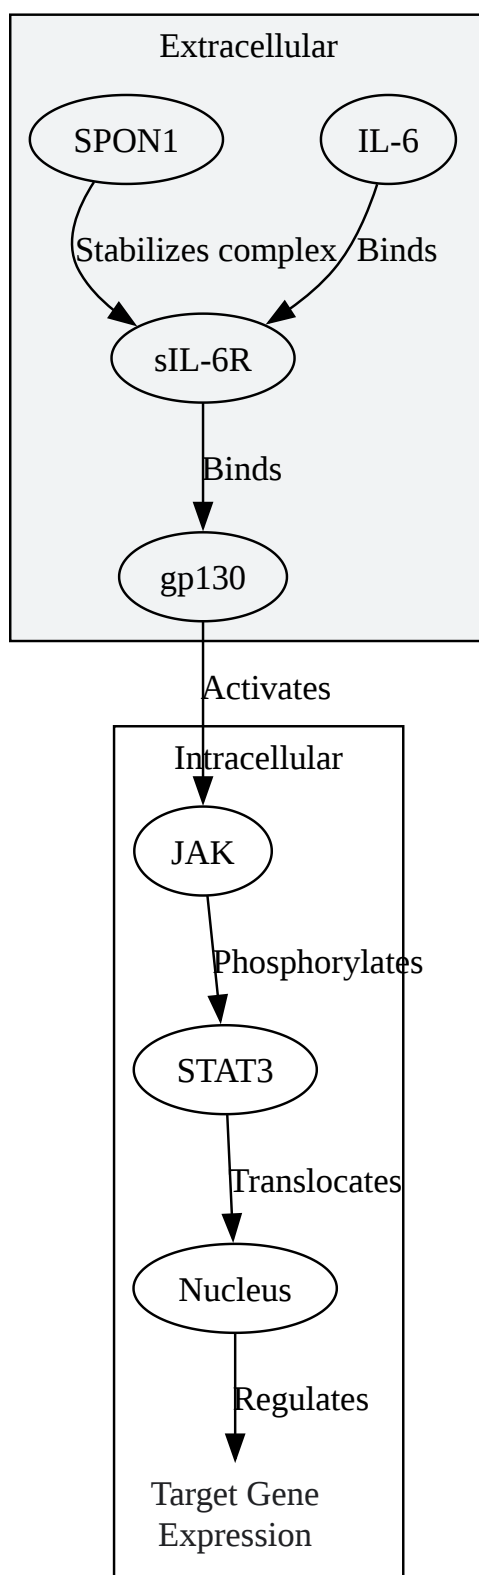 Extracellular
SPON1
IL-6
Stabilizes complex
Binds
sIL-6R
Binds
gp130
Activates
Intracellular
JAK
Phosphorylates
STAT3
Translocates
Nucleus
Regulates
Target Gene
Expression